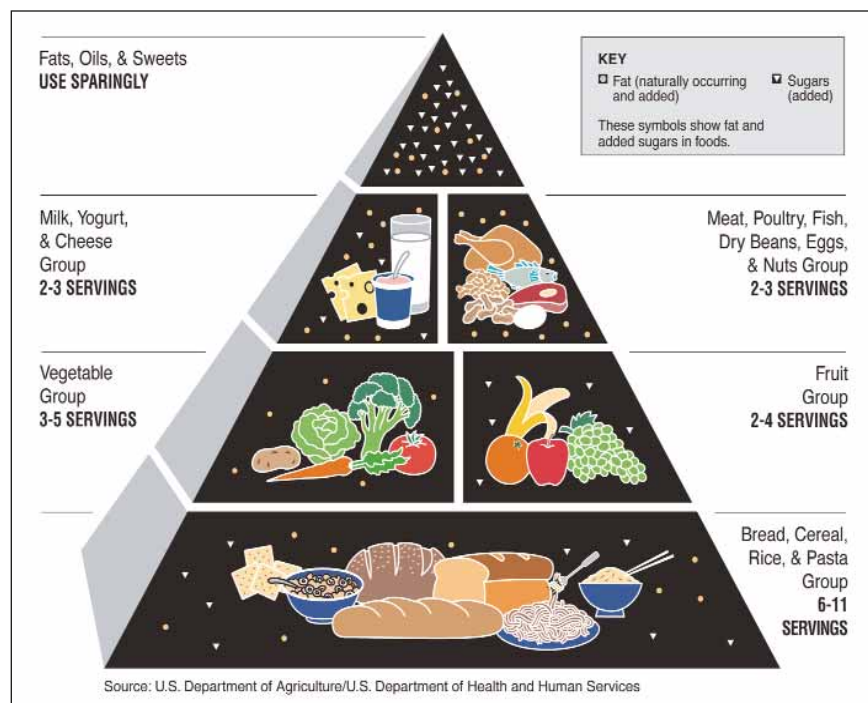 Fats, Oils, & Sweets
USE SPARINGLY
KEY
Fat (naturally occurring
and added)
Sugars
(added)
These symbols show fat and
added sugars in foods.
Milk, Yogurt,
& Cheese
Group
2-3 SERVINGS
Meat, Poultry, Fish,
Dry Beans, Eggs,
& Nuts Group
2-3 SERVINGS
Vegetable
Group
3-5 SERVINGS
Fruit
Group
2-4 SERVINGS
Bread, Cereal,
Rice, & Pasta
Group
6-11
SERVINGS
Source: U.S. Department of Agriculture/U.S. Department of Health and Human Services